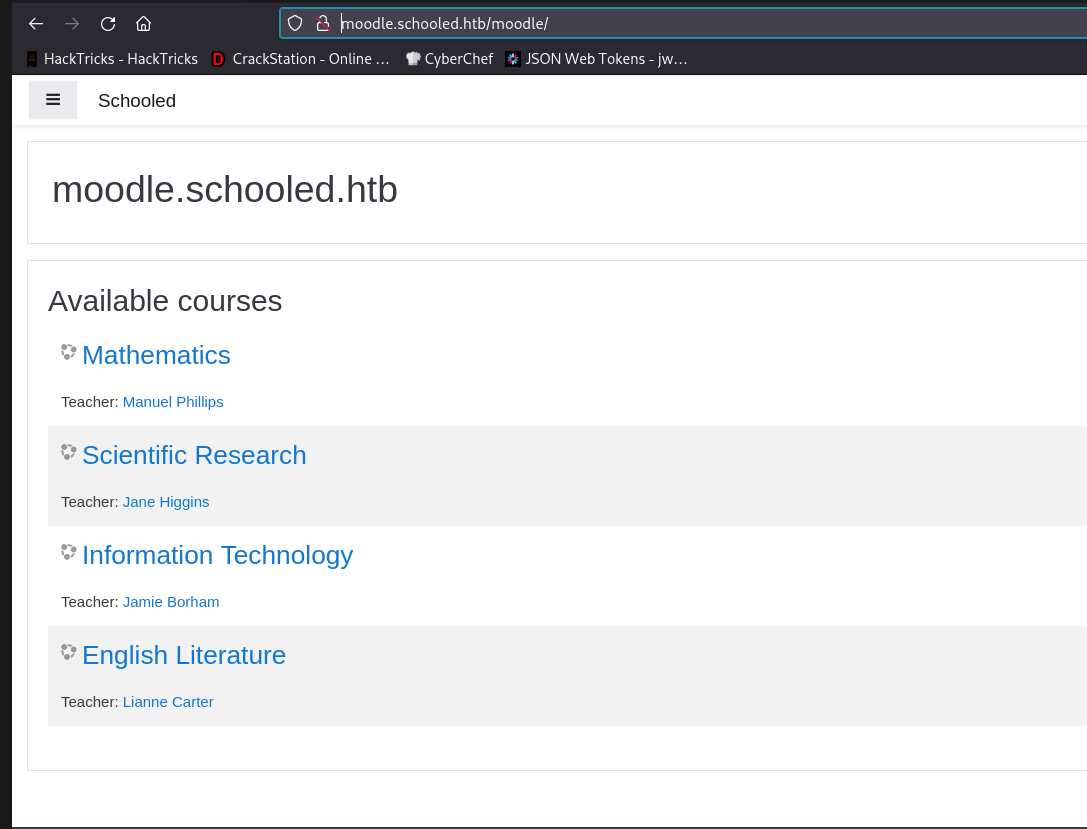 moodle.schooled.htb/moodle/
HackTricks - HackTricks CrackStation - Online ... CyberChef JSON Web Tokens - jw...
Schooled
moodle.schooled.htb
Available courses
Mathematics
Teacher: Manuel Phillips
Scientific Research
Teacher: Jane Higgins
Information Technology
Teacher: Jamie Borham
English Literature
Teacher: Lianne Carter